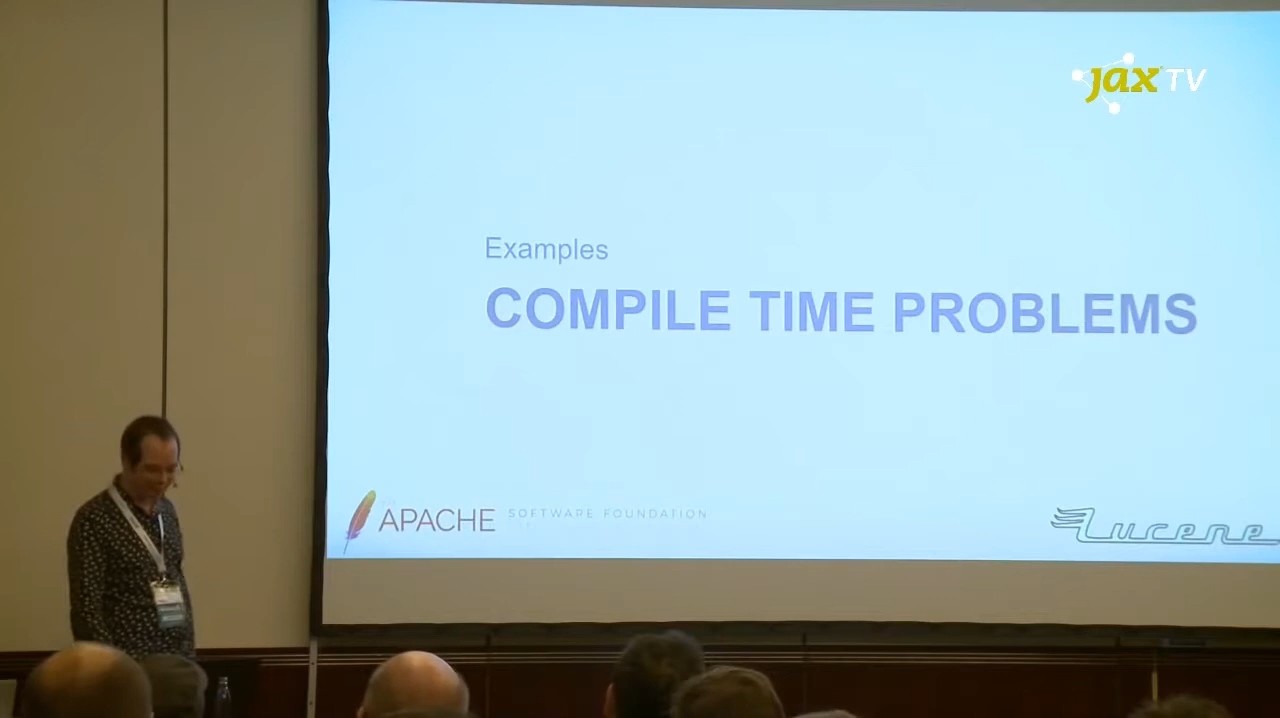 jax TV
Examples
COMPILE TIME PROBLEMS
APACHE
SOFTWARE FOUNDATION
Lucene